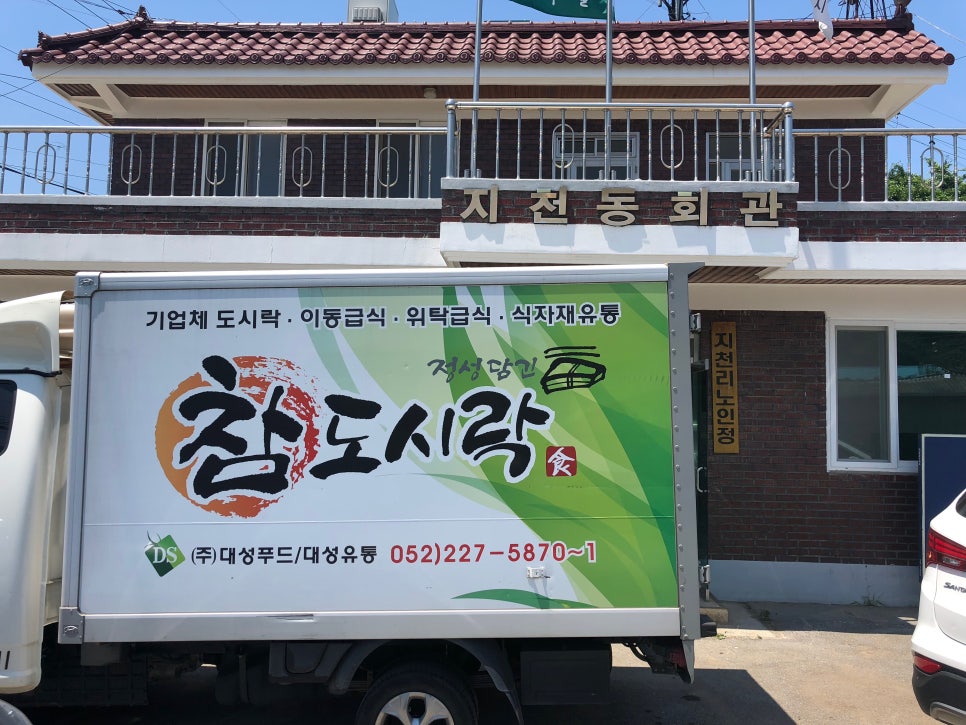 지천동회관
기업체 도시락 · 이동급식 · 위탁급식 · 식자재유통
정성담긴
참도시락
食
DS (주)대성푸드/대성유통 052)227-5870~1
지천리노인정
SANTA